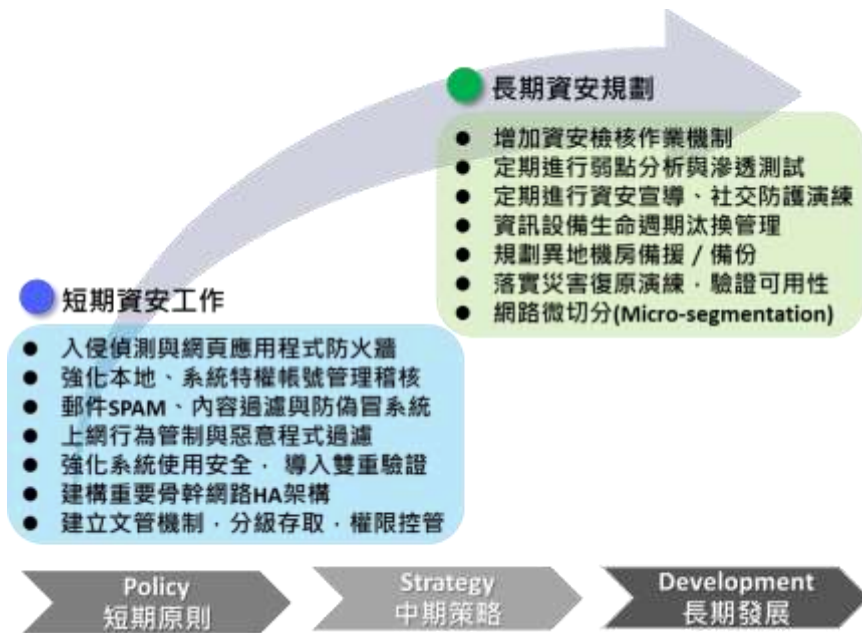 長期資安規劃
● 增加資安檢核作業機制
● 定期進行弱點分析與滲透測試
● 定期進行資安宣導、社交防護演練
● 資訊設備生命週期汰換管理
● 規劃異地機房備援 / 備份
● 落實災害復原演練，驗證可用性
● 網路微切分(Micro-segmentation)
短期資安工作
● 入侵偵測與網頁應用程式防火牆
● 強化本地、系統特權帳號管理稽核
● 郵件SPAM、內容過濾與防偽冒系統
● 上網行為管制與惡意程式過濾
● 強化系統使用安全， 導入雙重驗證
● 建構重要骨幹網路HA架構
● 建立文管機制，分級存取，權限控管
Policy
短期原則
Strategy
中期策略
Development
長期發展